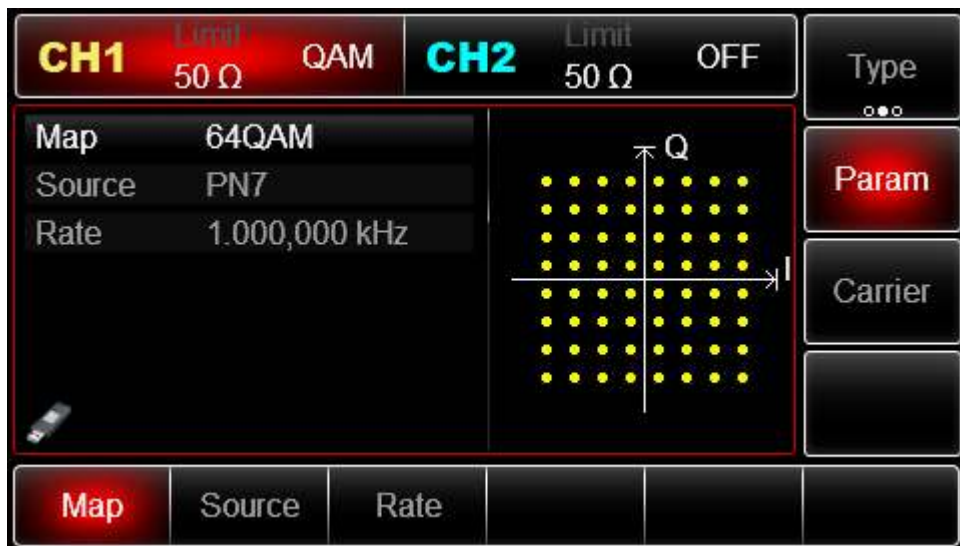 CH1 Limit 50 Ω QAM CH2 Limit 50 Ω OFF Type
Map 64QAM
Source PN7
Rate 1.000,000 kHz
Q
I
Param
Carrier
Map Source Rate